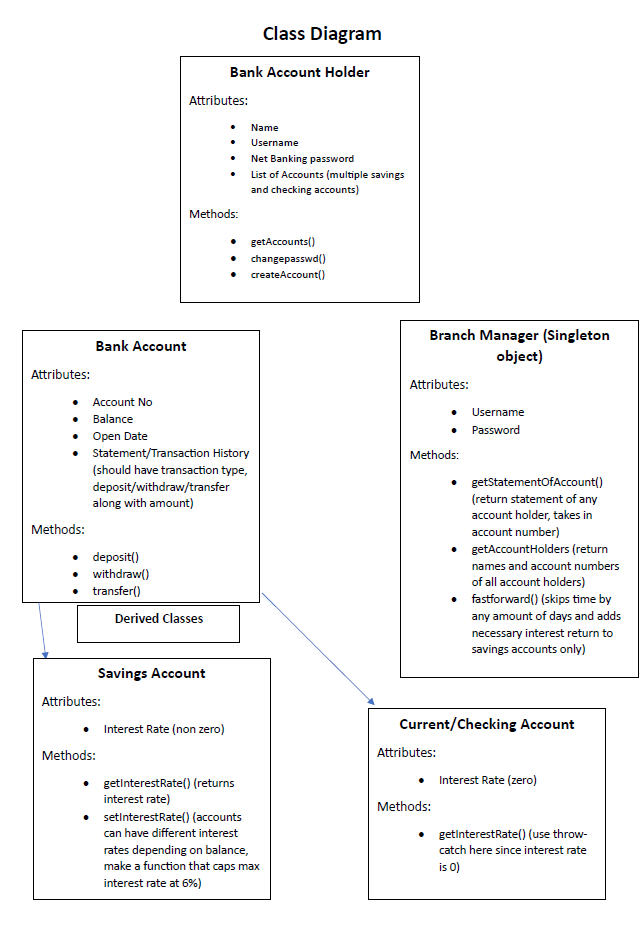 Class Diagram
Bank Account Holder
Attributes:
• Name
• Username
• Net Banking password
• List of Accounts (multiple savings
and checking accounts)
Methods:
• getAccounts()
• changepasswd()
• createAccount()
Bank Account
Attributes:
• Account No
• Balance
• Open Date
• Statement/Transaction History
(should have transaction type,
deposit/withdraw/transfer
along with amount)
Methods:
• deposit()
• withdraw()
• transfer()
Branch Manager (Singleton
object)
Attributes:
• Username
• Password
Methods:
• getStatementOfAccount()
(return statement of any
account holder, takes in
account number)
• getAccountHolders (return
names and account numbers
of all account holders)
• fastforward() (skips time by
any amount of days and adds
necessary interest return to
savings accounts only)
Derived Classes
Savings Account
Attributes:
• Interest Rate (non zero)
Methods:
• getInterestRate() (returns
interest rate)
• setInterestRate() (accounts
can have different interest
rates depending on balance,
make a function that caps max
interest rate at 6%)
Current/Checking Account
Attributes:
• Interest Rate (zero)
Methods:
• getInterestRate() (use throw-
catch here since interest rate
is 0)